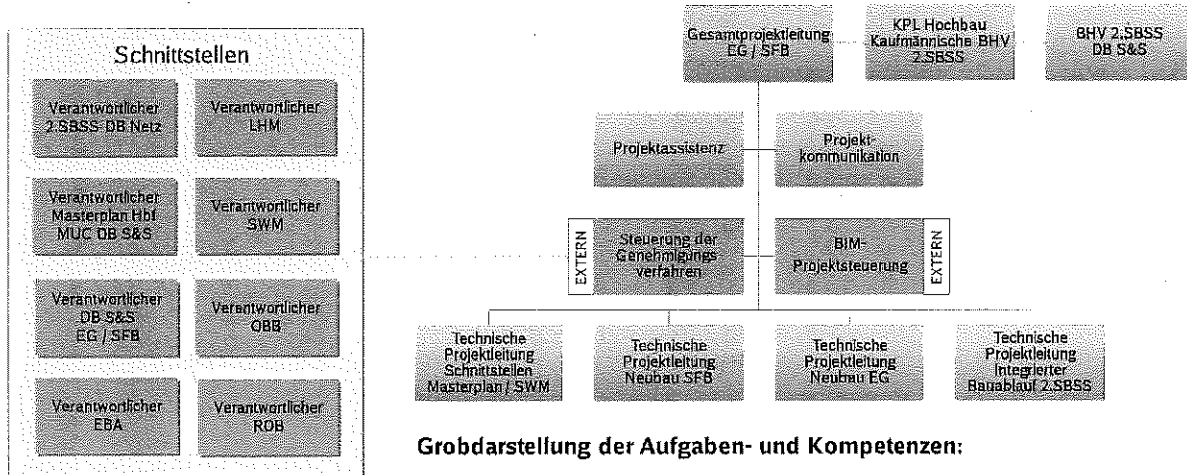 Schnittstellen
Verantwortlicher
2 SBSS DB Netz
Verantwortlicher
LHM
Verantwortlicher
Masterplan Hbf
MUC DB S&S
Verantwortlicher
SWM
Verantwortlicher
DB S&S
EG / SFB
Verantwortlicher
OBB
Verantwortlicher
EBA
Verantwortlicher
ROB
Gesamtprojektleitung
EG / SFB
KPL Hochbau
Kaufmännische BHV
2.SBSS
BHV 2.SBSS
DB S&S
Projektassistenz
Projekt-
kommunikation
EXTERN
Steuerung der
Genehmigungs
verfahren
BIM-
Projektsteuerung
EXTERN
Technische
Projektleitung
Schnittstellen
Masterplan / SWM
Technische
Projektleitung
Neubau SFB
Technische
Projektleitung
Neubau EG
Technische
Projektleitung
Integrierter
Bauablauf 2.SBSS
Grobdarstellung der Aufgaben- und Kompetenzen: